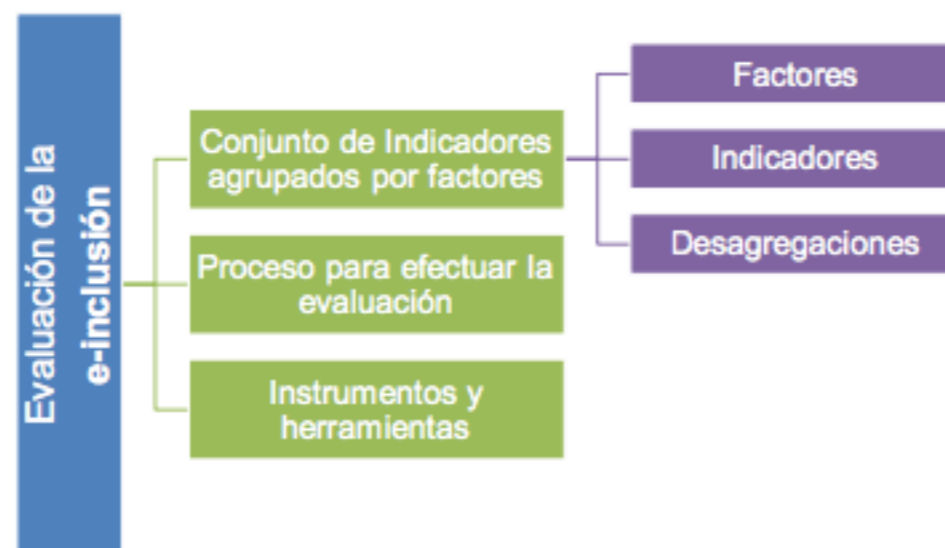 Evaluación de la
e-inclusión
Conjunto de Indicadores
agrupados por factores
Proceso para efectuar la
evaluación
Instrumentos y
herramientas
Factores
Indicadores
Desagregaciones